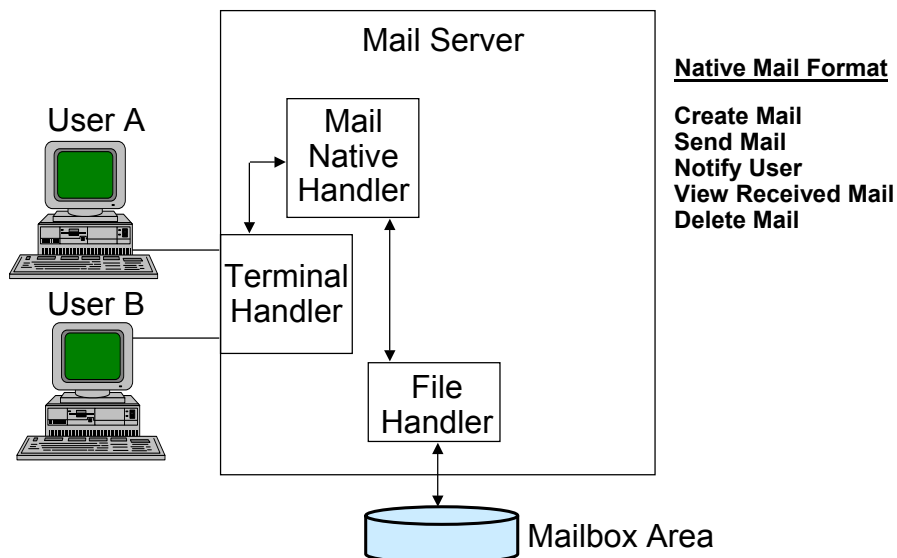 Mail Server
Native Mail Format
User A
Mail
Native
Handler
Create Mail
Send Mail
Notify User
View Received Mail
Delete Mail
Terminal
Handler
User B
File
Handler
Mailbox Area